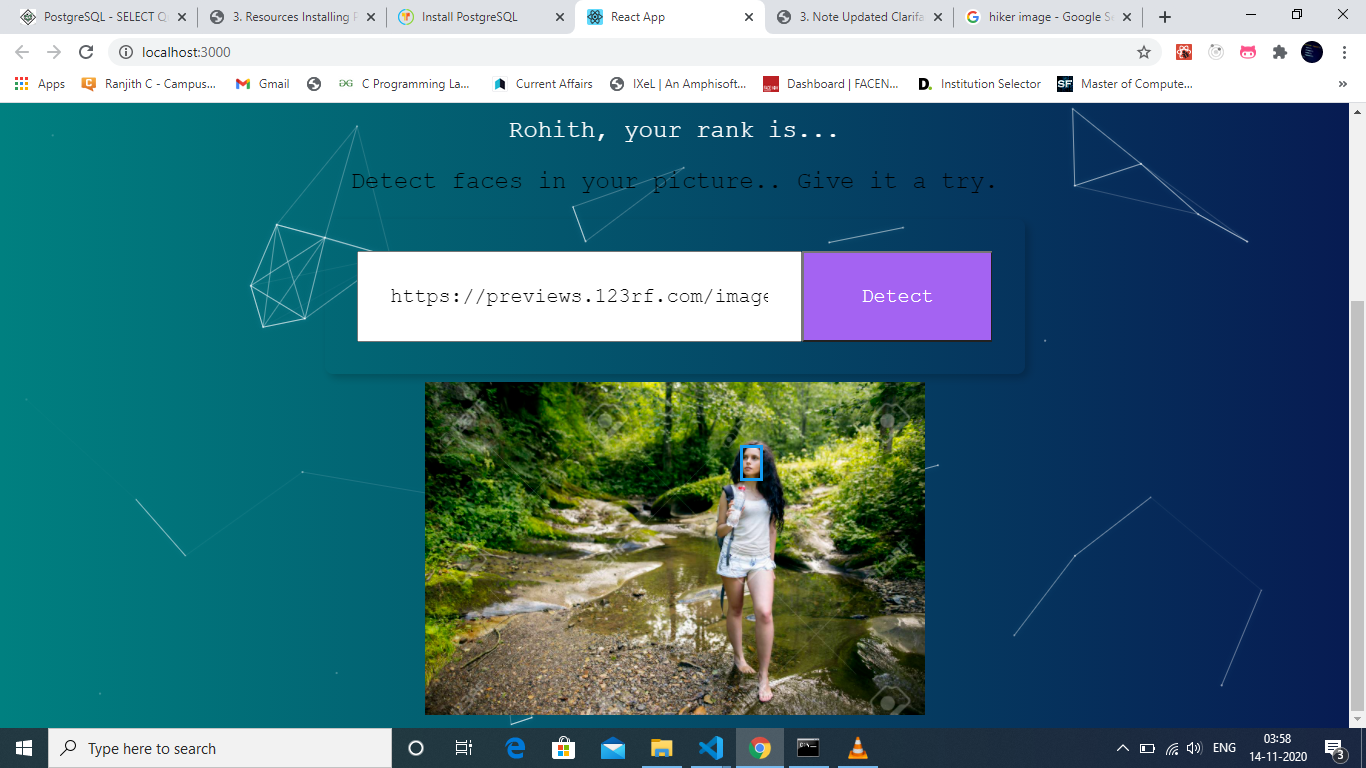 PostgreSQL - SELECT Q
3. Resources Installing P
Install PostgreSQL
React App
3. Note Updated Clarifa
hiker image - Google Se
localhost:3000
Apps
Ranjith C - Campus...
Gmail
C Programming La...
Current Affairs
IXeL | An Amphisoft...
Dashboard | FACEN...
Institution Selector
Master of Compute...
Rohith, your rank is...
Detect faces in your picture.. Give it a try.
https://previews.123rf.com/image
Detect
Type here to search
ENG
03:58
14-11-2020
3